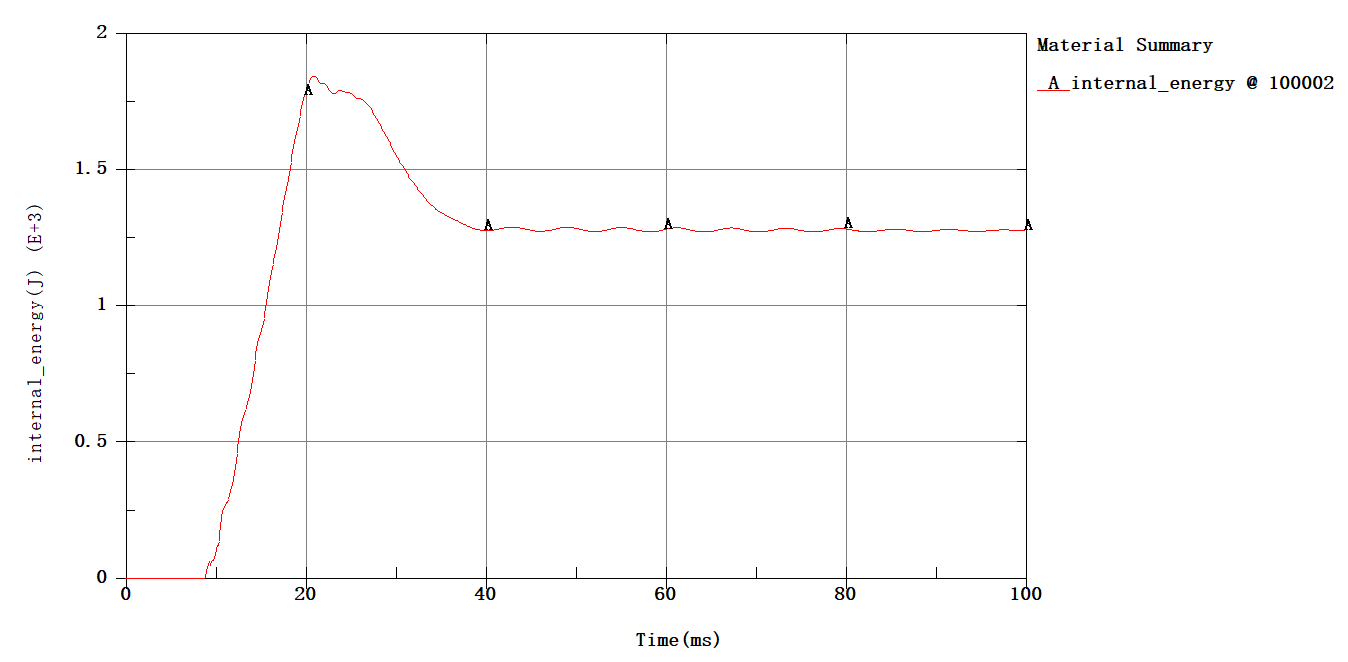 2
1.5
1
0.5
0
internal_energy(J) (E+3)
0 20 40 60 80 100
Time(ms)
A A A A A
Material Summary
A internal_energy @ 100002